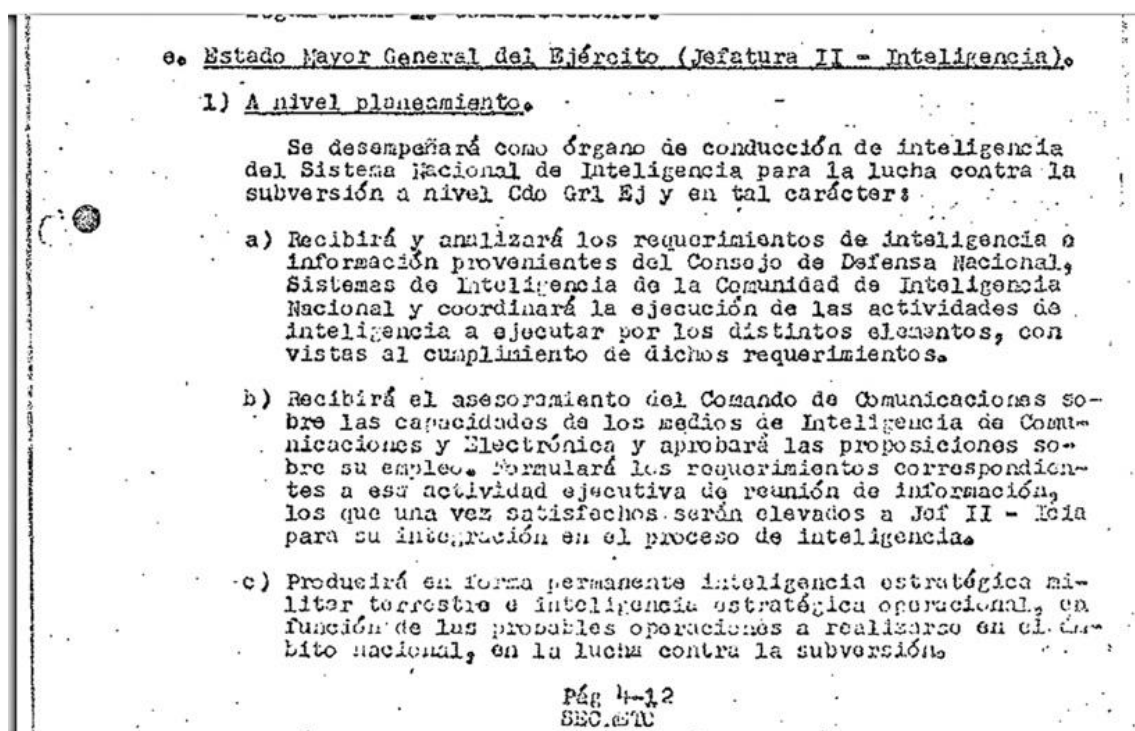 e. Estado Mayor General del Ejército (Jefatura II - Inteligencia).
1) A nivel planeamiento.
Se desempeñará como órgano de conducción de inteligencia
del Sistema Nacional de Inteligencia para la lucha contra la
subversión a nivel Cdo Grl Ej y en tal carácter:
a) Recibirá y analizará los requerimientos de inteligencia e
información provenientes del Consejo de Defensa Nacional,
Sistemas de Inteligencia de la Comunidad de Inteligencia
Nacional y coordinará la ejecución de las actividades de
inteligencia a ejecutar por los distintos elementos, con
vistas al cumplimiento de dichos requerimientos.
b) Recibirá el asesoramiento del Comando de Comunicaciones so-
bre las capacidades de los medios de Inteligencia de Comu-
nicaciones y Electrónica y aprobará las proposiciones so-
bre su empleo. Formulará los requerimientos correspondien-
tes a esa actividad ejecutiva de reunión de información,
los que una vez satisfechos serán elevados a Jef II - Icia
para su integración en el proceso de inteligencia.
c) Producirá en forma permanente inteligencia estratégica mi-
litar terrestre e inteligencia estratégica operacional, en
función de las probables operaciones a realizarse en el ám-
bito nacional, en la lucha contra la subversión.
Pág 4-12
SECRETO